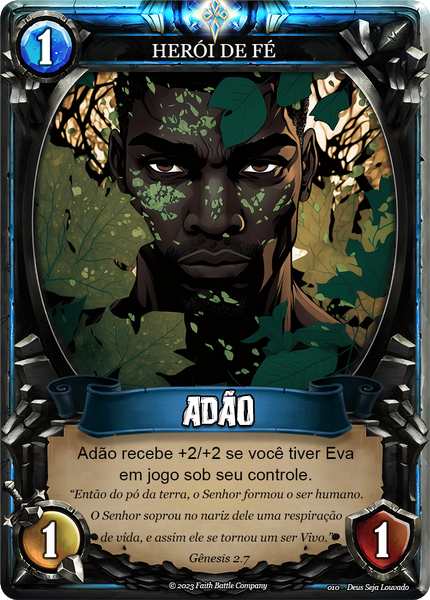 1
HERÓI DE FÉ
ADÃO
Adão recebe +2/+2 se você tiver Eva
em jogo sob seu controle.
“Então do pó da terra, o Senhor formou o ser humano.
O Senhor soprou no nariz dele uma respiração
de vida, e assim ele se tornou um ser Vivo.”
Gênesis 2.7
1
1
© 2023 Faith Battle Company
010 - Deus Seja Louvado